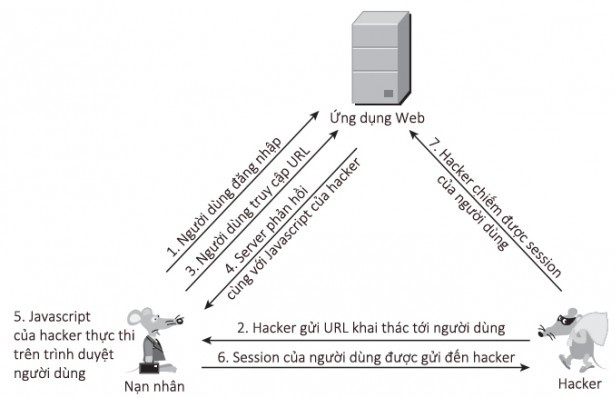 Ứng dụng Web
1. Người dùng đăng nhập
3. Người dùng truy cập URL
4. Server phản hồi
cùng với Javascript của hacker
7. Hacker chiếm được session
của người dùng
5. Javascript
của hacker thực thi
trên trình duyệt
người dùng
2. Hacker gửi URL khai thác tới người dùng
6. Session của người dùng được gửi đến hacker
Nạn nhân
Hacker